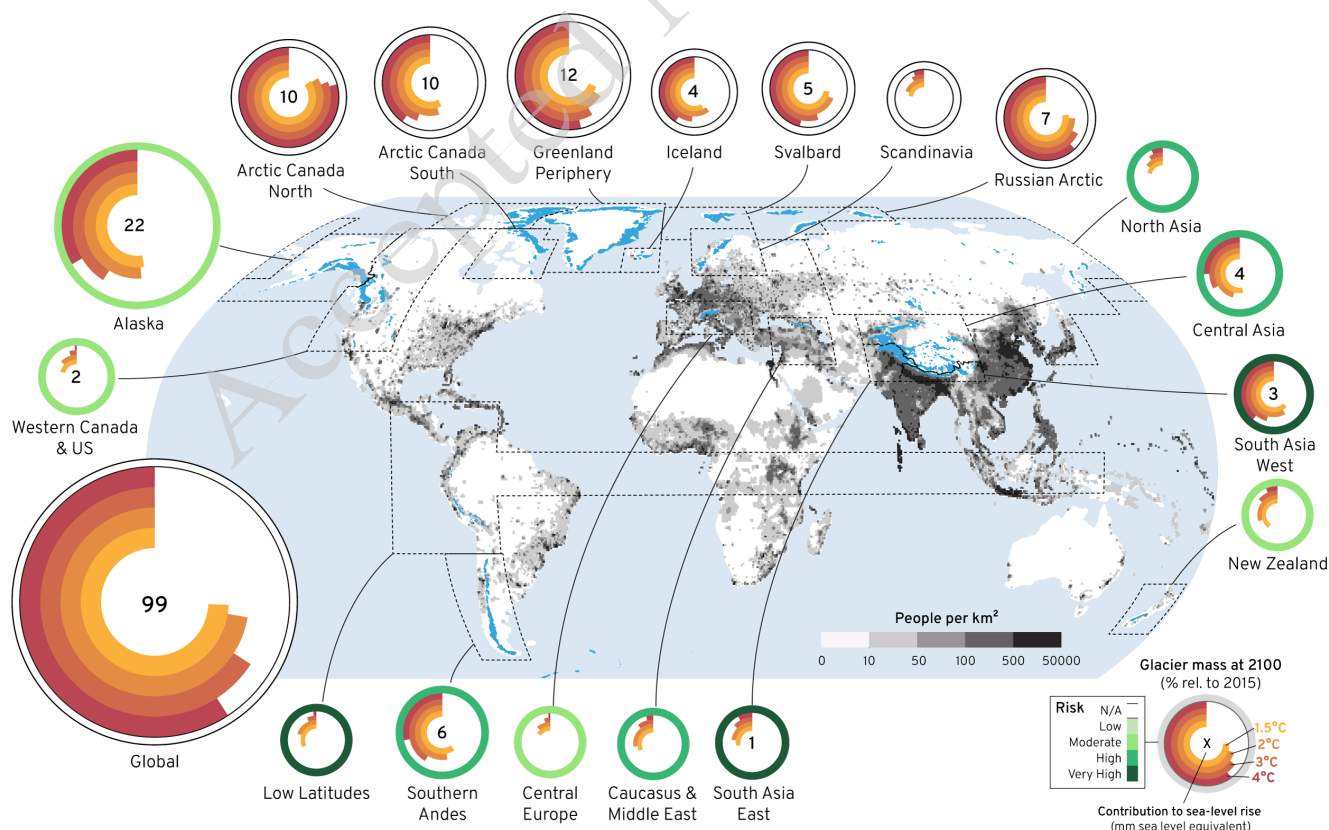 10
Arctic Canada
North
10
Arctic Canada
South
12
Greenland
Periphery
4
Iceland
5
Svalbard
Scandinavia
7
Russian Arctic
North Asia
22
Alaska
4
Central Asia
2
Western Canada
& US
3
South Asia
West
New Zealand
99
Global
Low Latitudes
6
Southern
Andes
Central
Europe
Caucasus &
Middle East
1
South Asia
East
People per km²
0 10 50 100 500 50000
Glacier mass at 2100
(% rel. to 2015)
Risk
N/A
Low
Moderate
High
Very High
X
1.5°C
2°C
3°C
4°C
Contribution to sea-level rise
(mm sea level equivalent)
Accepted